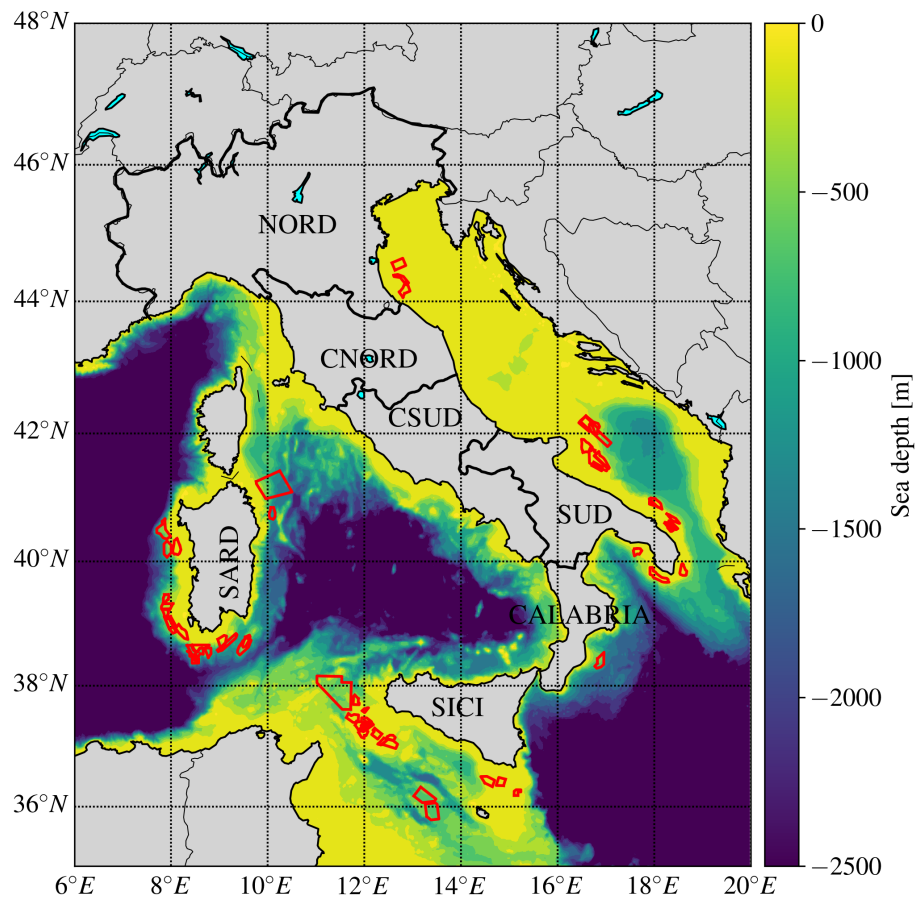 48°N
46°N
44°N
42°N
40°N
38°N
36°N
6°E 8°E 10°E 12°E 14°E 16°E 18°E 20°E
NORD
CNORD
CSUD
SUD
SARD
CALABRIA
SICI
0
−500
−1000
−1500
−2000
−2500
Sea depth [m]